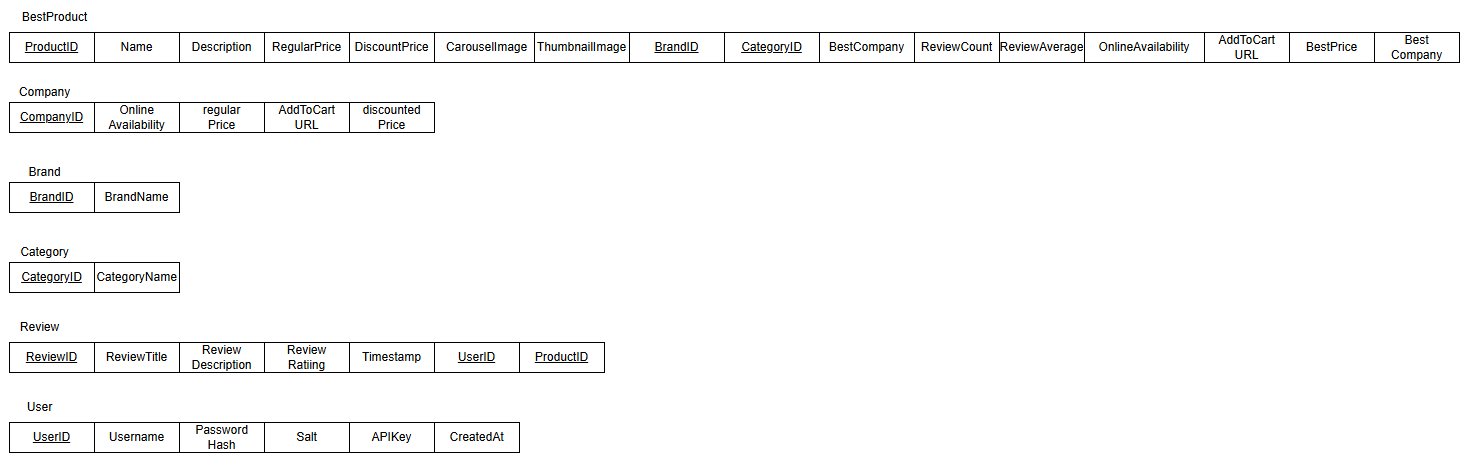 BestProduct
ProductID Name Description RegularPrice DiscountPrice CarouselImage ThumbnailImage BrandID CategoryID BestCompany ReviewCount ReviewAverage OnlineAvailability AddToCart URL BestPrice Best Company
Company
CompanyID Online Availability regular Price AddToCart URL discounted Price
Brand
BrandID BrandName
Category
CategoryID CategoryName
Review
ReviewID ReviewTitle Review Description Review Ratiing Timestamp UserID ProductID
User
UserID Username Password Hash Salt APIKey CreatedAt